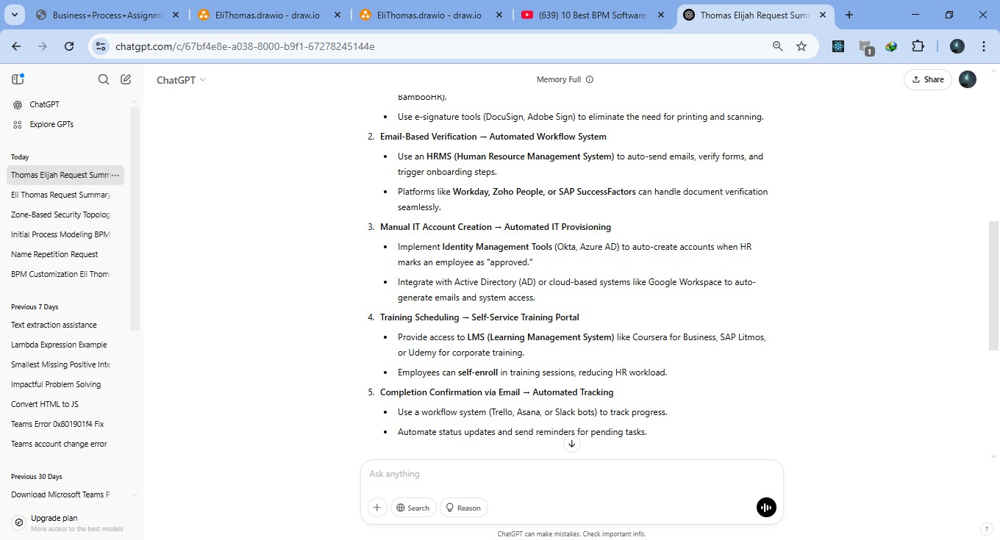 Business+Process+Assignme
EliThomas.drawio - draw.io
EliThomas.drawio - draw.io
(639) 10 Best BPM Software
Thomas Elijah Request Summ
chatgpt.com/c/67bf4e8e-a038-8000-b9f1-67278245144e
1
ChatGPT
Memory Full
Share
ChatGPT
Explore GPTs
Today
Thomas Elijah Request Summ
Eli Thomas Request Summary
Zone-Based Security Topolog
Initial Process Modeling BPM
Name Repetition Request
BPM Customization Eli Thoma
Previous 7 Days
Text extraction assistance
Lambda Expression Example
Smallest Missing Positive Inte
Impactful Problem Solving
Convert HTML to JS
Teams Error 0x801901f4 Fix
Teams account change error
Previous 30 Days
Download Microsoft Teams P
Upgrade plan
More access to the best models
BambooHR).
• Use e-signature tools (DocuSign, Adobe Sign) to eliminate the need for printing and scanning.
2. Email-Based Verification → Automated Workflow System
• Use an HRMS (Human Resource Management System) to auto-send emails, verify forms, and
trigger onboarding steps.
• Platforms like Workday, Zoho People, or SAP SuccessFactors can handle document verification
seamlessly.
3. Manual IT Account Creation → Automated IT Provisioning
• Implement Identity Management Tools (Okta, Azure AD) to auto-create accounts when HR
marks an employee as "approved."
• Integrate with Active Directory (AD) or cloud-based systems like Google Workspace to auto-
generate emails and system access.
4. Training Scheduling → Self-Service Training Portal
• Provide access to LMS (Learning Management System) like Coursera for Business, SAP Litmos,
or Udemy for corporate training.
• Employees can self-enroll in training sessions, reducing HR workload.
5. Completion Confirmation via Email → Automated Tracking
• Use a workflow system (Trello, Asana, or Slack bots) to track progress.
• Automate status updates and send reminders for pending tasks.
Ask anything
Search
Reason
ChatGPT can make mistakes. Check important info.
?